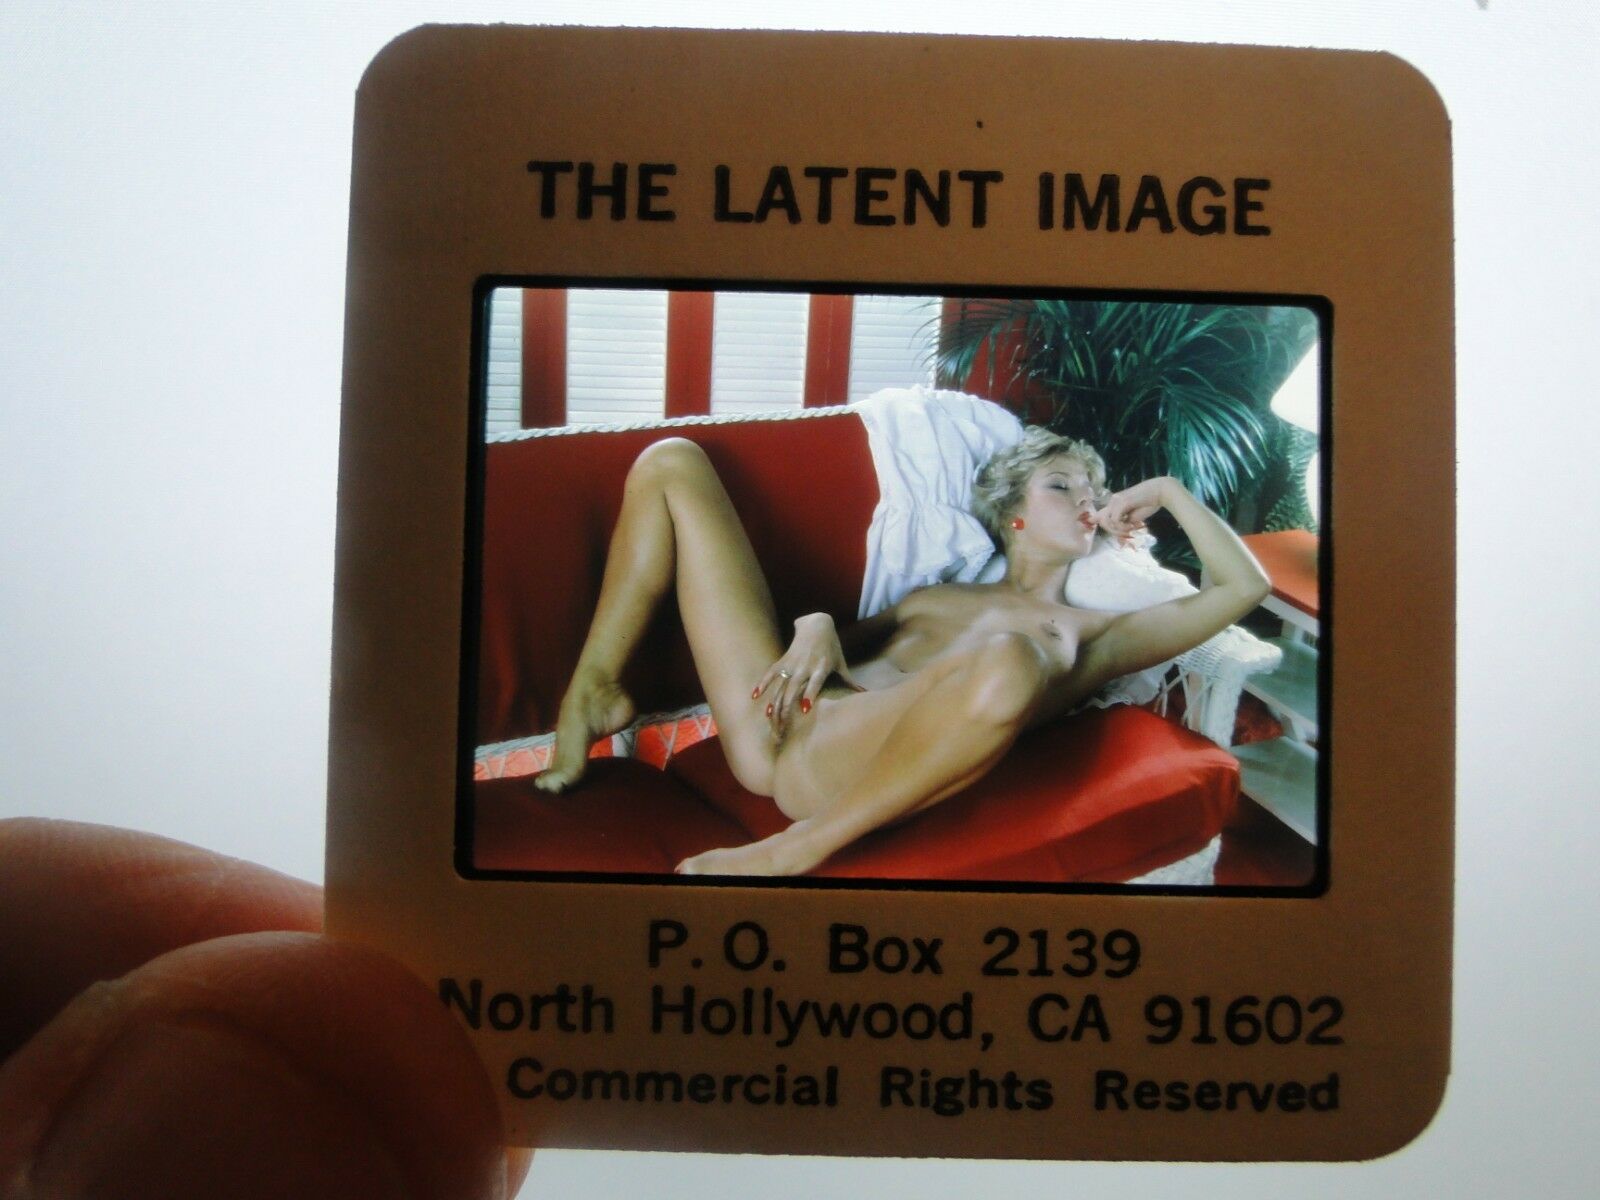 THE LATENT IMAGE
P. O. Box 2139
North Hollywood, CA 91602
Commercial Rights Reserved